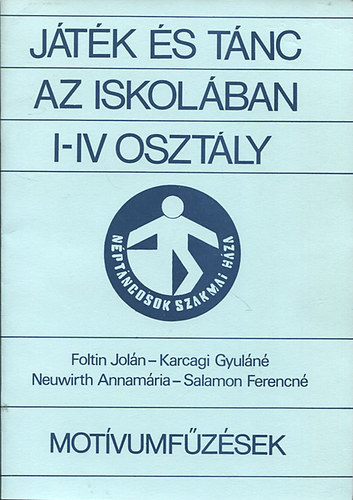 JÁTÉK ÉS TÁNC
AZ ISKOLÁBAN
I-IV OSZTÁLY
NÉPTÁNCOSOK SZAKMAI HÁZA
Foltin Jolán – Karcagi Gyuláné
Neuwirth Annamária – Salamon Ferencné
MOTÍVUMFŰZÉSEK